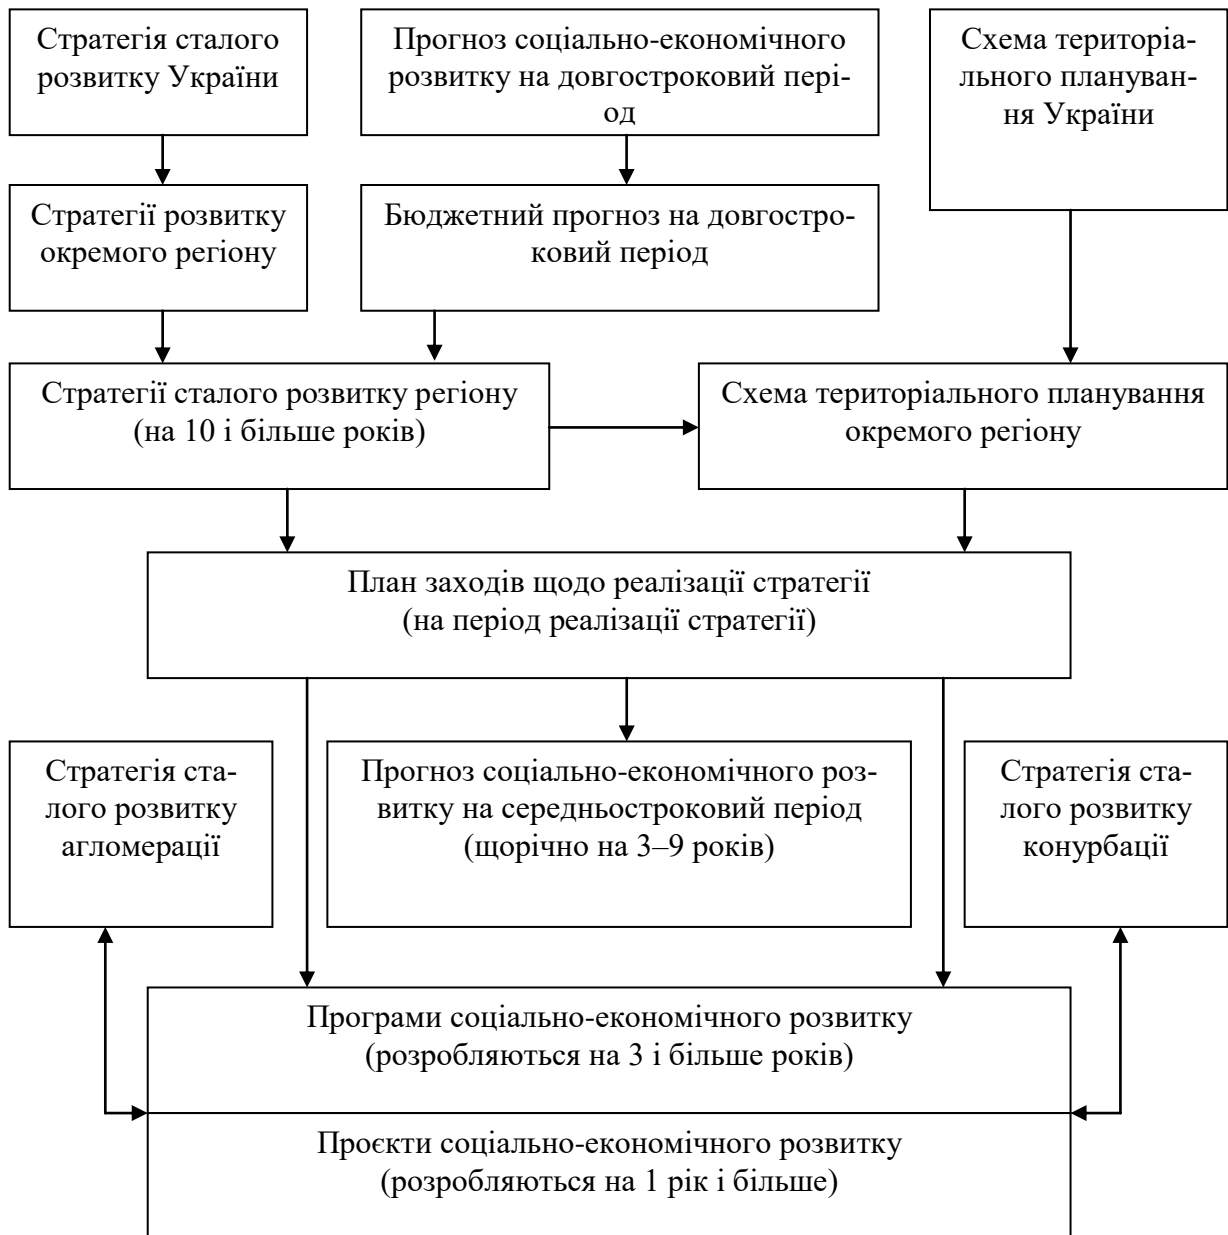 Стратегія сталого
розвитку України
Прогноз соціально-економічного
розвитку на довгостроковий пері-
од
Схема територіа-
льного плануван-
ня України
Стратегії розвитку
окремого регіону
Бюджетний прогноз на довгостро-
ковий період
Стратегії сталого розвитку регіону
(на 10 і більше років)
Схема територіального планування
окремого регіону
План заходів щодо реалізації стратегії
(на період реалізації стратегії)
Стратегія ста-
лого розвитку
агломерації
Прогноз соціально-економічного роз-
витку на середньостроковий період
(щорічно на 3–9 років)
Стратегія ста-
лого розвитку
конурбації
Програми соціально-економічного розвитку
(розробляються на 3 і більше років)
Проєкти соціально-економічного розвитку
(розробляються на 1 рік і більше)